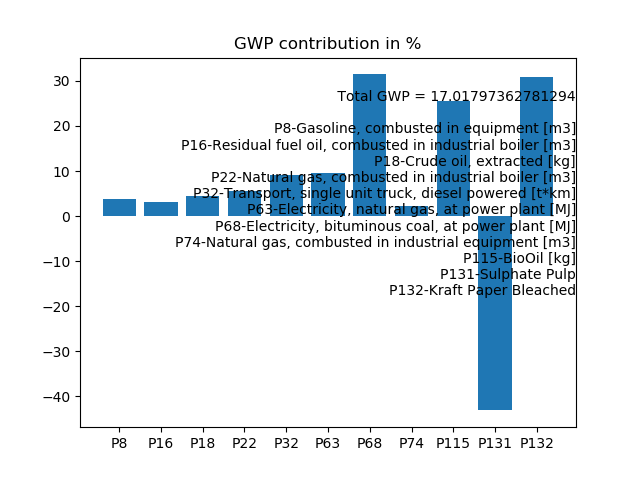 GWP contribution in %
30
20
10
0
−10
−20
−30
−40
Total GWP = 17.01797362781294
P8-Gasoline, combusted in equipment [m3]
P16-Residual fuel oil, combusted in industrial boiler [m3]
P18-Crude oil, extracted [kg]
P22-Natural gas, combusted in industrial boiler [m3]
P32-Transport, single unit truck, diesel powered [t*km]
P63-Electricity, natural gas, at power plant [MJ]
P68-Electricity, bituminous coal, at power plant [MJ]
P74-Natural gas, combusted in industrial equipment [m3]
P115-BioOil [kg]
P131-Sulphate Pulp
P132-Kraft Paper Bleached
P8 P16 P18 P22 P32 P63 P68 P74 P115 P131 P132